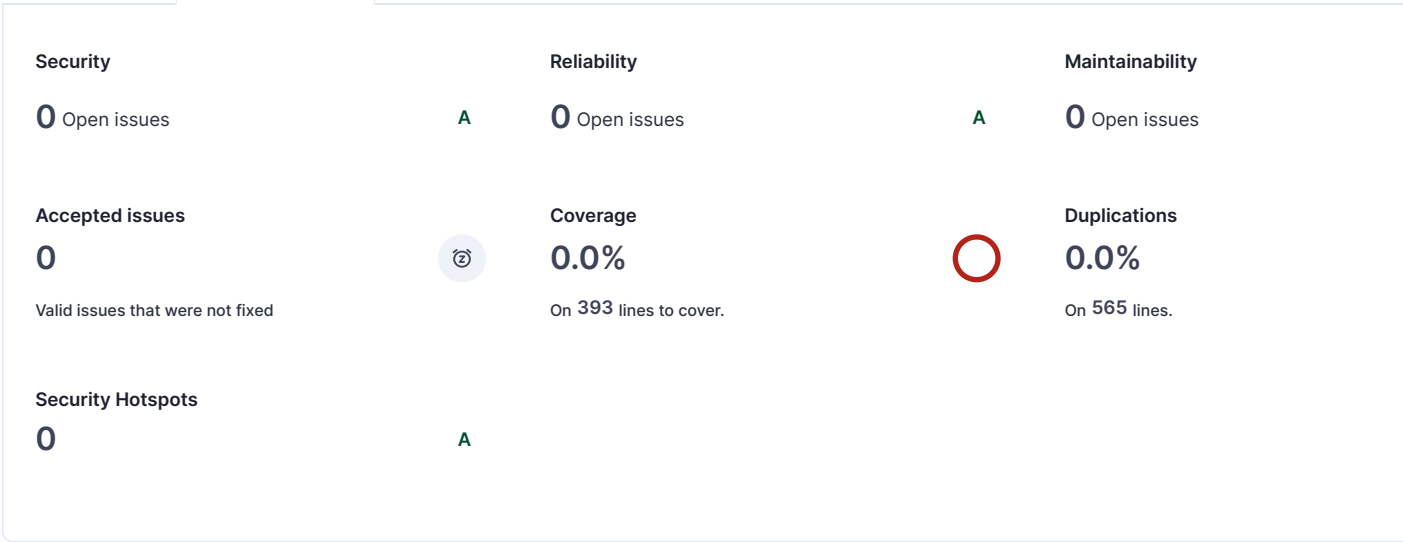 Security
Reliability
Maintainability
0 Open issues
A
0 Open issues
A
0 Open issues
Accepted issues
Coverage
Duplications
0
z
0.0%
0.0%
Valid issues that were not fixed
On 393 lines to cover.
On 565 lines.
Security Hotspots
0
A